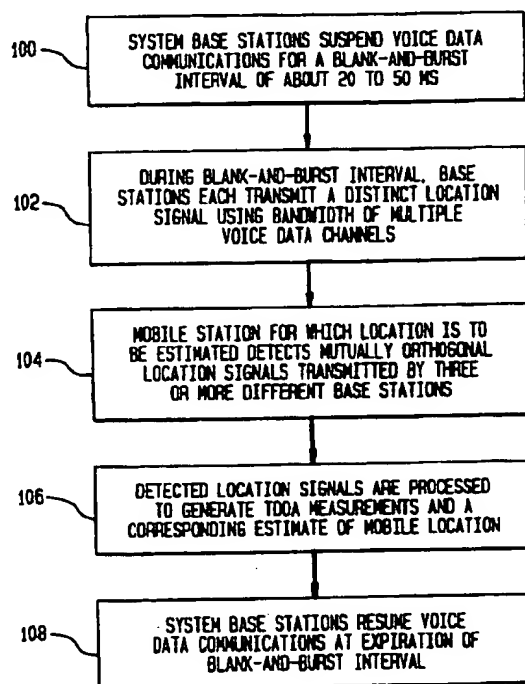 100
SYSTEM BASE STATIONS SUSPEND VOICE DATA
COMMUNICATIONS FOR A BLANK-AND-BURST
INTERVAL OF ABOUT 20 TO 50 MS
102
DURING BLANK-AND-BURST INTERVAL, BASE
STATIONS EACH TRANSMIT A DISTINCT LOCATION
SIGNAL USING BANDWIDTH OF MULTIPLE
VOICE DATA CHANNELS
104
MOBILE STATION FOR WHICH LOCATION IS TO
BE ESTIMATED DETECTS MUTUALLY ORTHOGONAL
LOCATION SIGNALS TRANSMITTED BY THREE
OR MORE DIFFERENT BASE STATIONS
106
DETECTED LOCATION SIGNALS ARE PROCESSED
TO GENERATE TDOA MEASUREMENTS AND A
CORRESPONDING ESTIMATE OF MOBILE LOCATION
108
SYSTEM BASE STATIONS RESUME VOICE
DATA COMMUNICATIONS AT EXPIRATION OF
BLANK-AND-BURST INTERVAL